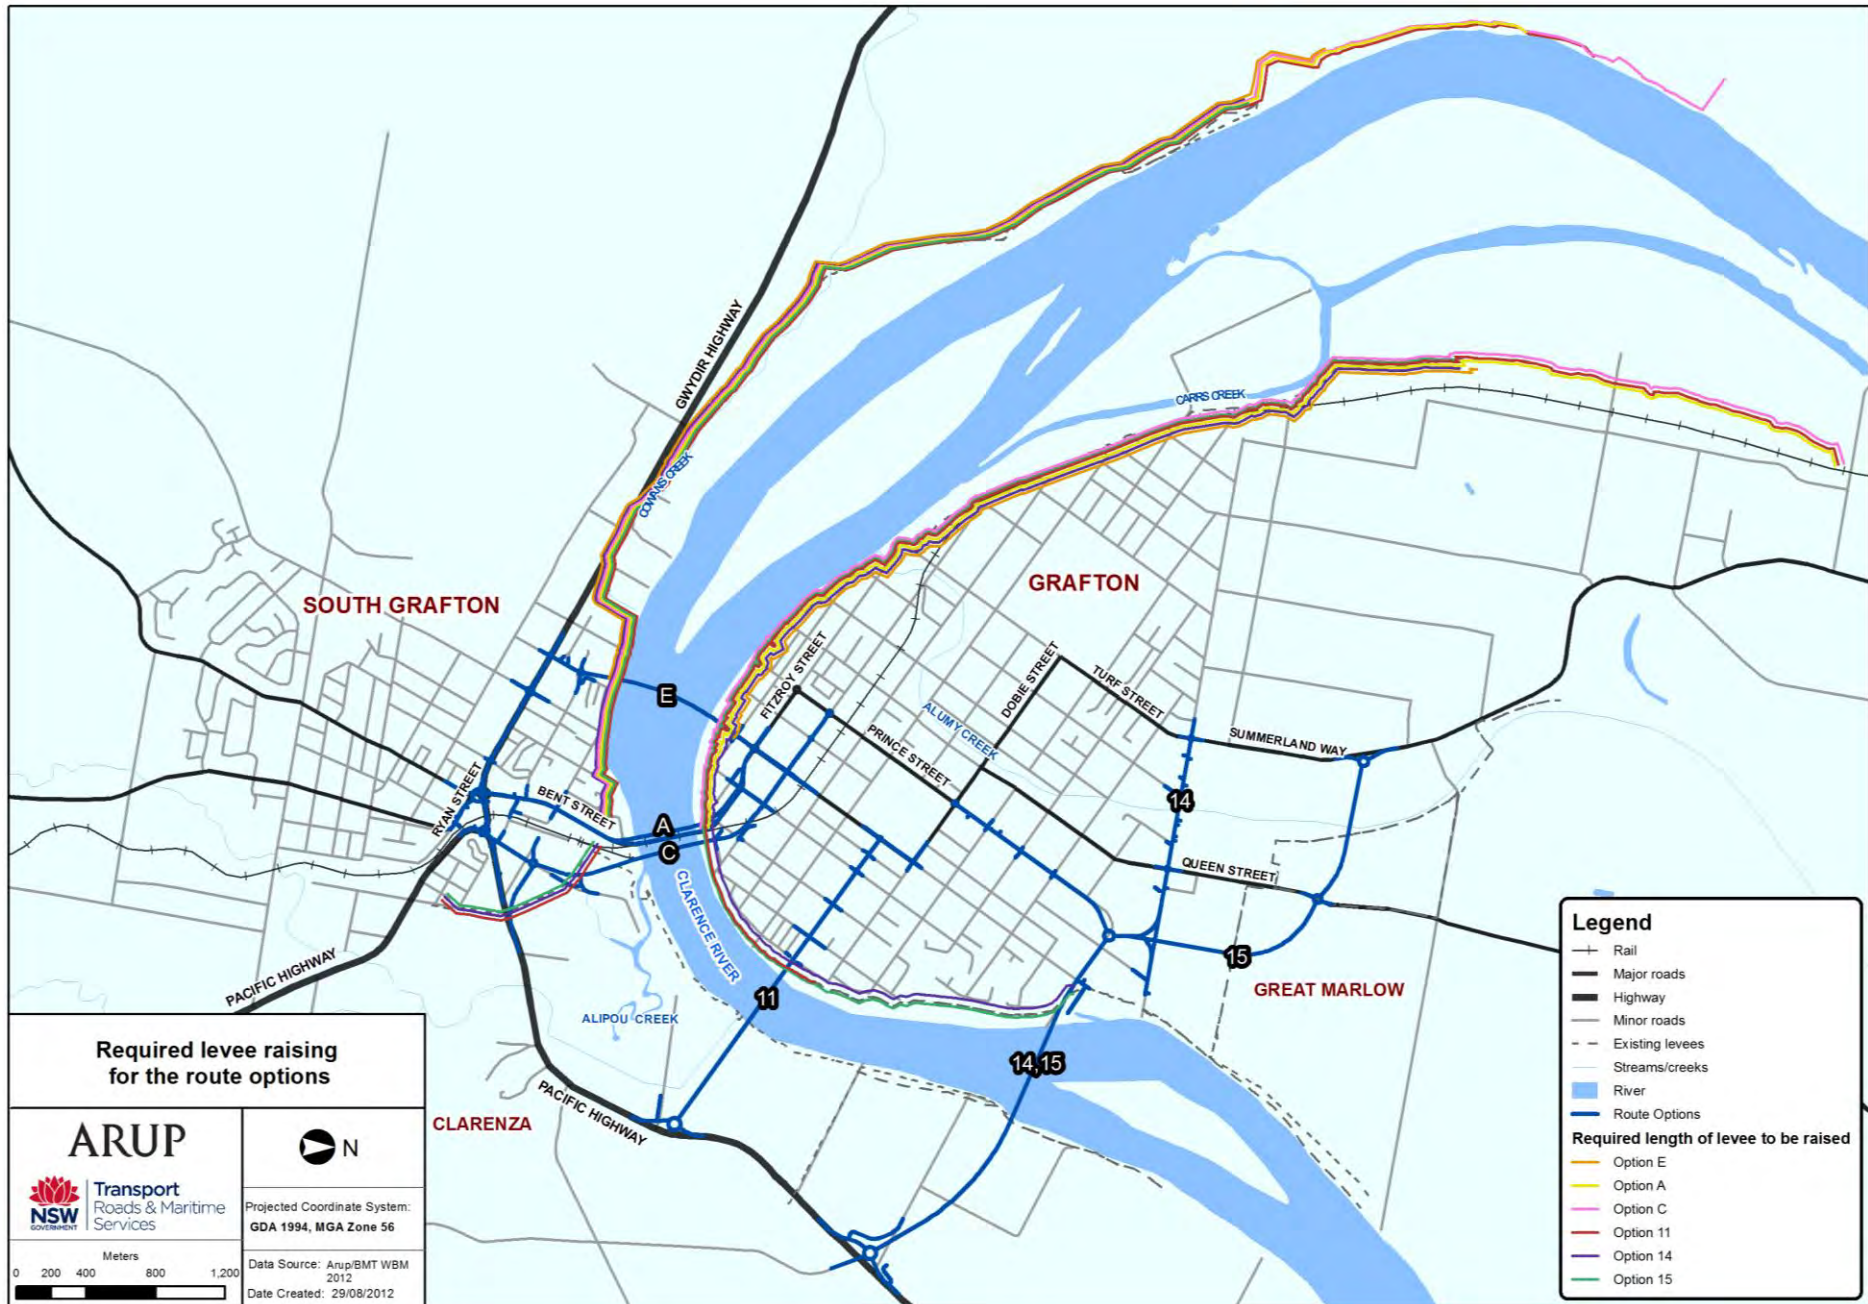 GWYDIR HIGHWAY
COWANS CREEK
CARRS CREEK
SOUTH GRAFTON
GRAFTON
E
FITZROY STREET
DOBIE STREET
TURF STREET
ALUMY CREEK
PRINCE STREET
SUMMERLAND WAY
14
RYAN STREET
BENT STREET
A
C
QUEEN STREET
CLARENCE RIVER
PACIFIC HIGHWAY
11
15
GREAT MARLOW
ALIPOU CREEK
14,15
CLARENZA
PACIFIC HIGHWAY
Required levee raising
for the route options
ARUP
NSW
GOVERNMENT
Transport
Roads & Maritime
Services
Meters
0 200 400 800 1,200
N
Projected Coordinate System:
GDA 1994, MGA Zone 56
Data Source: Arup/BMT WBM
2012
Date Created: 29/08/2012
Legend
Rail
Major roads
Highway
Minor roads
Existing levees
Streams/creeks
River
Route Options
Required length of levee to be raised
Option E
Option A
Option C
Option 11
Option 14
Option 15